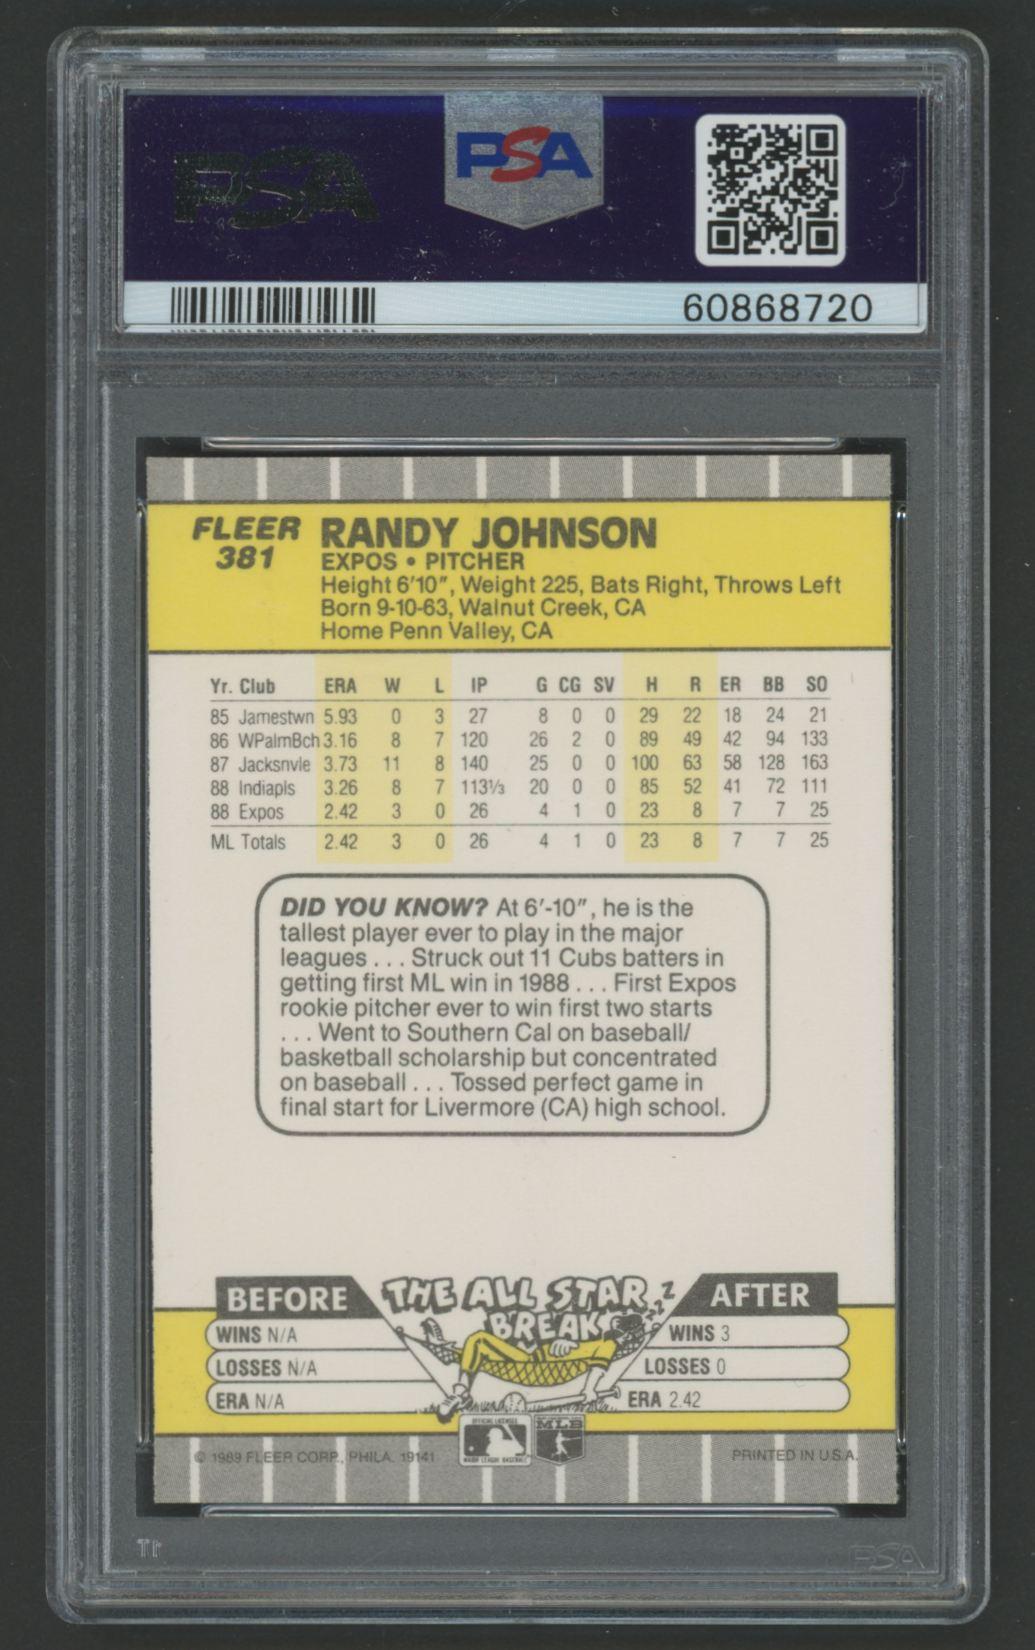 PSA
PSA
60868720
FLEER
381
RANDY JOHNSON
EXPOS • PITCHER
Height 6'10", Weight 225, Bats Right, Throws Left
Born 9-10-63, Walnut Creek, CA
Home Penn Valley, CA
Yr. Club ERA W L IP G CG SV H R ER BB SO
85 Jamestwn 5.93 0 3 27 8 0 0 29 22 18 24 21
86 WPalmBch 3.16 8 7 120 26 2 0 89 49 42 94 133
87 Jacksnvle 3.73 11 8 140 25 0 0 100 63 58 128 163
88 Indiapls 3.26 8 7 113⅓ 20 0 0 85 52 41 72 111
88 Expos 2.42 3 0 26 4 1 0 23 8 7 7 25
ML Totals 2.42 3 0 26 4 1 0 23 8 7 7 25
DID YOU KNOW? At 6'-10", he is the
tallest player ever to play in the major
leagues . . . Struck out 11 Cubs batters in
getting first ML win in 1988 . . . First Expos
rookie pitcher ever to win first two starts
. . . Went to Southern Cal on baseball/
basketball scholarship but concentrated
on baseball . . . Tossed perfect game in
final start for Livermore (CA) high school.
BEFORE THE ALL STAR BREAK AFTER
zzzZ
WINS N/A WINS 3
LOSSES N/A LOSSES 0
ERA N/A ERA 2.42
OFFICIAL LICENSEE
MAJOR LEAGUE BASEBALL
MLB
© 1989 FLEER CORP., PHILA. 19141 PRINTED IN U.S.A.
PSA